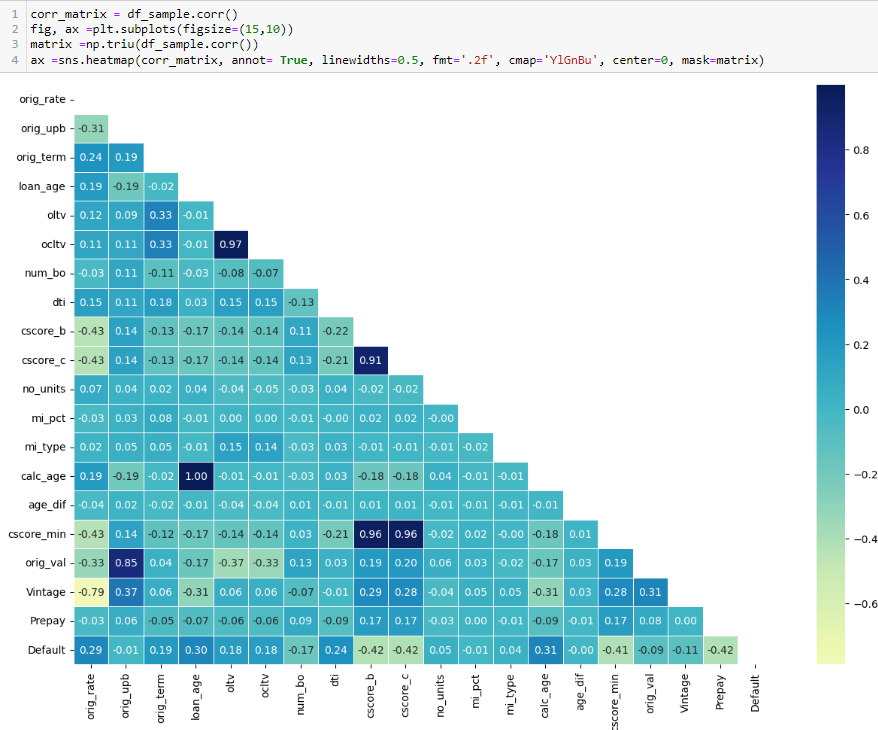 1 corr_matrix = df_sample.corr()
2 fig, ax =plt.subplots(figsize=(15,10))
3 matrix =np.triu(df_sample.corr())
4 ax =sns.heatmap(corr_matrix, annot= True, linewidths=0.5, fmt='.2f', cmap='YlGnBu', center=0, mask=matrix)
orig_rate
orig_upb -0.31
orig_term 0.24 0.19
loan_age 0.19 -0.19 -0.02
oltv 0.12 0.09 0.33 -0.01
ocltv 0.11 0.11 0.33 -0.01 0.97
num_bo -0.03 0.11 -0.11 -0.03 -0.08 -0.07
dti 0.15 0.11 0.18 0.03 0.15 0.15 -0.13
cscore_b -0.43 0.14 -0.13 -0.17 -0.14 -0.14 0.11 -0.22
cscore_c -0.43 0.14 -0.13 -0.17 -0.14 -0.14 0.13 -0.21 0.91
no_units 0.07 0.04 0.02 0.04 -0.04 -0.05 -0.03 0.04 -0.02 -0.02
mi_pct -0.03 0.03 0.08 -0.01 0.00 0.00 -0.01 -0.00 0.02 0.02 -0.00
mi_type 0.02 0.05 0.05 -0.01 0.15 0.14 -0.03 0.03 -0.01 -0.01 -0.01 -0.02
calc_age 0.19 -0.19 -0.02 1.00 -0.01 -0.01 -0.03 0.03 -0.18 -0.18 0.04 -0.01 -0.01
age_dif -0.04 0.02 -0.02 -0.01 -0.04 -0.04 0.01 -0.01 0.01 0.01 -0.01 -0.01 -0.01 -0.01
cscore_min -0.43 0.14 -0.12 -0.17 -0.14 -0.14 0.03 -0.21 0.96 0.96 -0.02 0.02 -0.00 -0.18 0.01
orig_val -0.33 0.85 0.04 -0.17 -0.37 -0.33 0.13 0.03 0.19 0.20 0.06 0.03 -0.02 -0.17 0.03 0.19
Vintage -0.79 0.37 0.06 -0.31 0.06 0.06 -0.07 -0.01 0.29 0.28 -0.04 0.05 0.05 -0.31 0.03 0.28 0.31
Prepay -0.03 0.06 -0.05 -0.07 -0.06 -0.06 0.09 -0.09 0.17 0.17 -0.03 0.00 -0.01 -0.09 -0.01 0.17 0.08 0.00
Default 0.29 -0.01 0.19 0.30 0.18 0.18 -0.17 0.24 -0.42 -0.42 0.05 -0.01 0.04 0.31 -0.00 -0.41 -0.09 -0.11 -0.42
orig_rate
orig_upb
orig_term
loan_age
oltv
ocltv
num_bo
dti
cscore_b
cscore_c
no_units
mi_pct
mi_type
calc_age
age_dif
cscore_min
orig_val
Vintage
Prepay
Default
0.8
0.6
0.4
0.2
0.0
−0.2
−0.4
−0.6